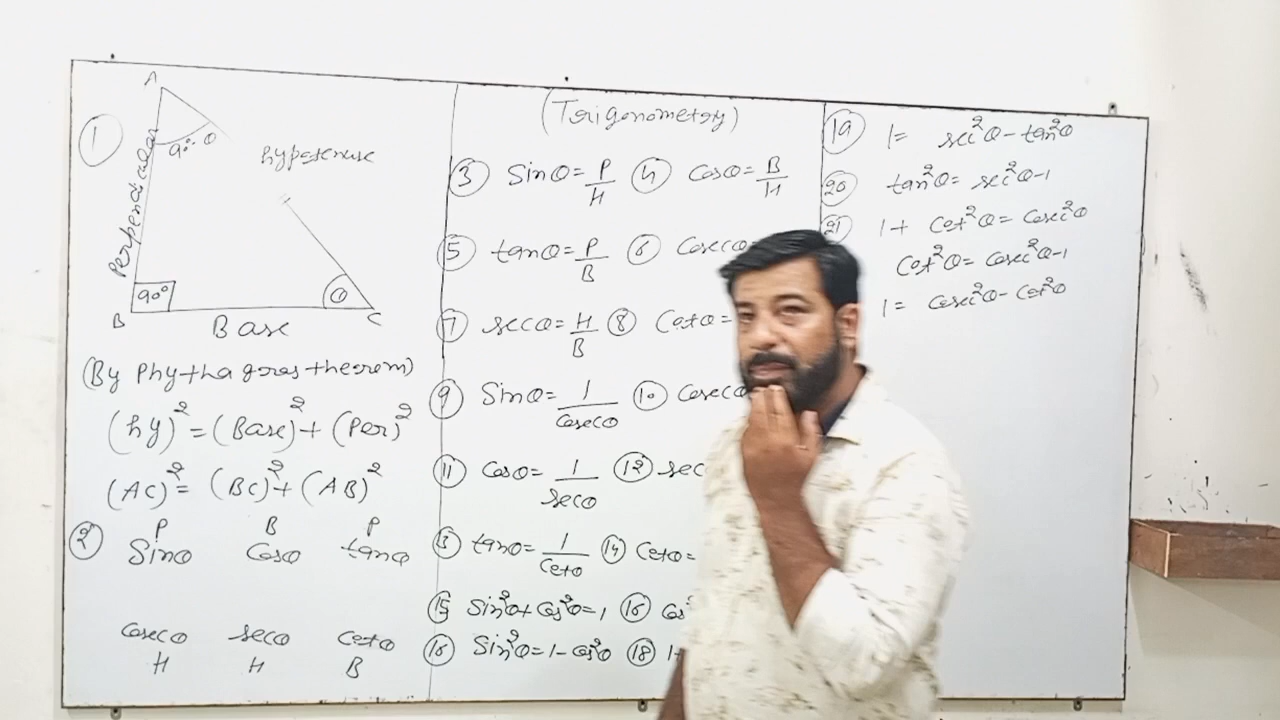 (Trigonometry)
① A
90°-θ
Perpendicular
hypotenuse
90°
θ
B
Base
C
(By Phythagoras theorem)
(hy)² = (Base)² + (Per)²
(AC)² = (BC)² + (AB)²
② P B P
Sinθ Cosθ tanθ
Cosecθ secθ Cotθ
H H B
③ Sinθ = P/H ④ Cosθ = B/H
⑤ tanθ = P/B ⑥ Cosecθ =
⑦ secθ = H/B ⑧ Cotθ =
⑨ Sinθ = 1/Cosecθ ⑩ Cosecθ
⑪ Cosθ = 1/secθ ⑫ sec
⑬ tanθ = 1/Cotθ ⑭ Cotθ =
⑮ Sin²θ + Cos²θ = 1 ⑯ Cos²
⑯ Sin²θ = 1 - Cos²θ ⑱ 1-
⑲ 1 = sec²θ - tan²θ
⑳ tan²θ = sec²θ - 1
㉑ 1 + Cot²θ = Cosec²θ
Cot²θ = Cosec²θ - 1
1 = Cosec²θ - Cot²θ